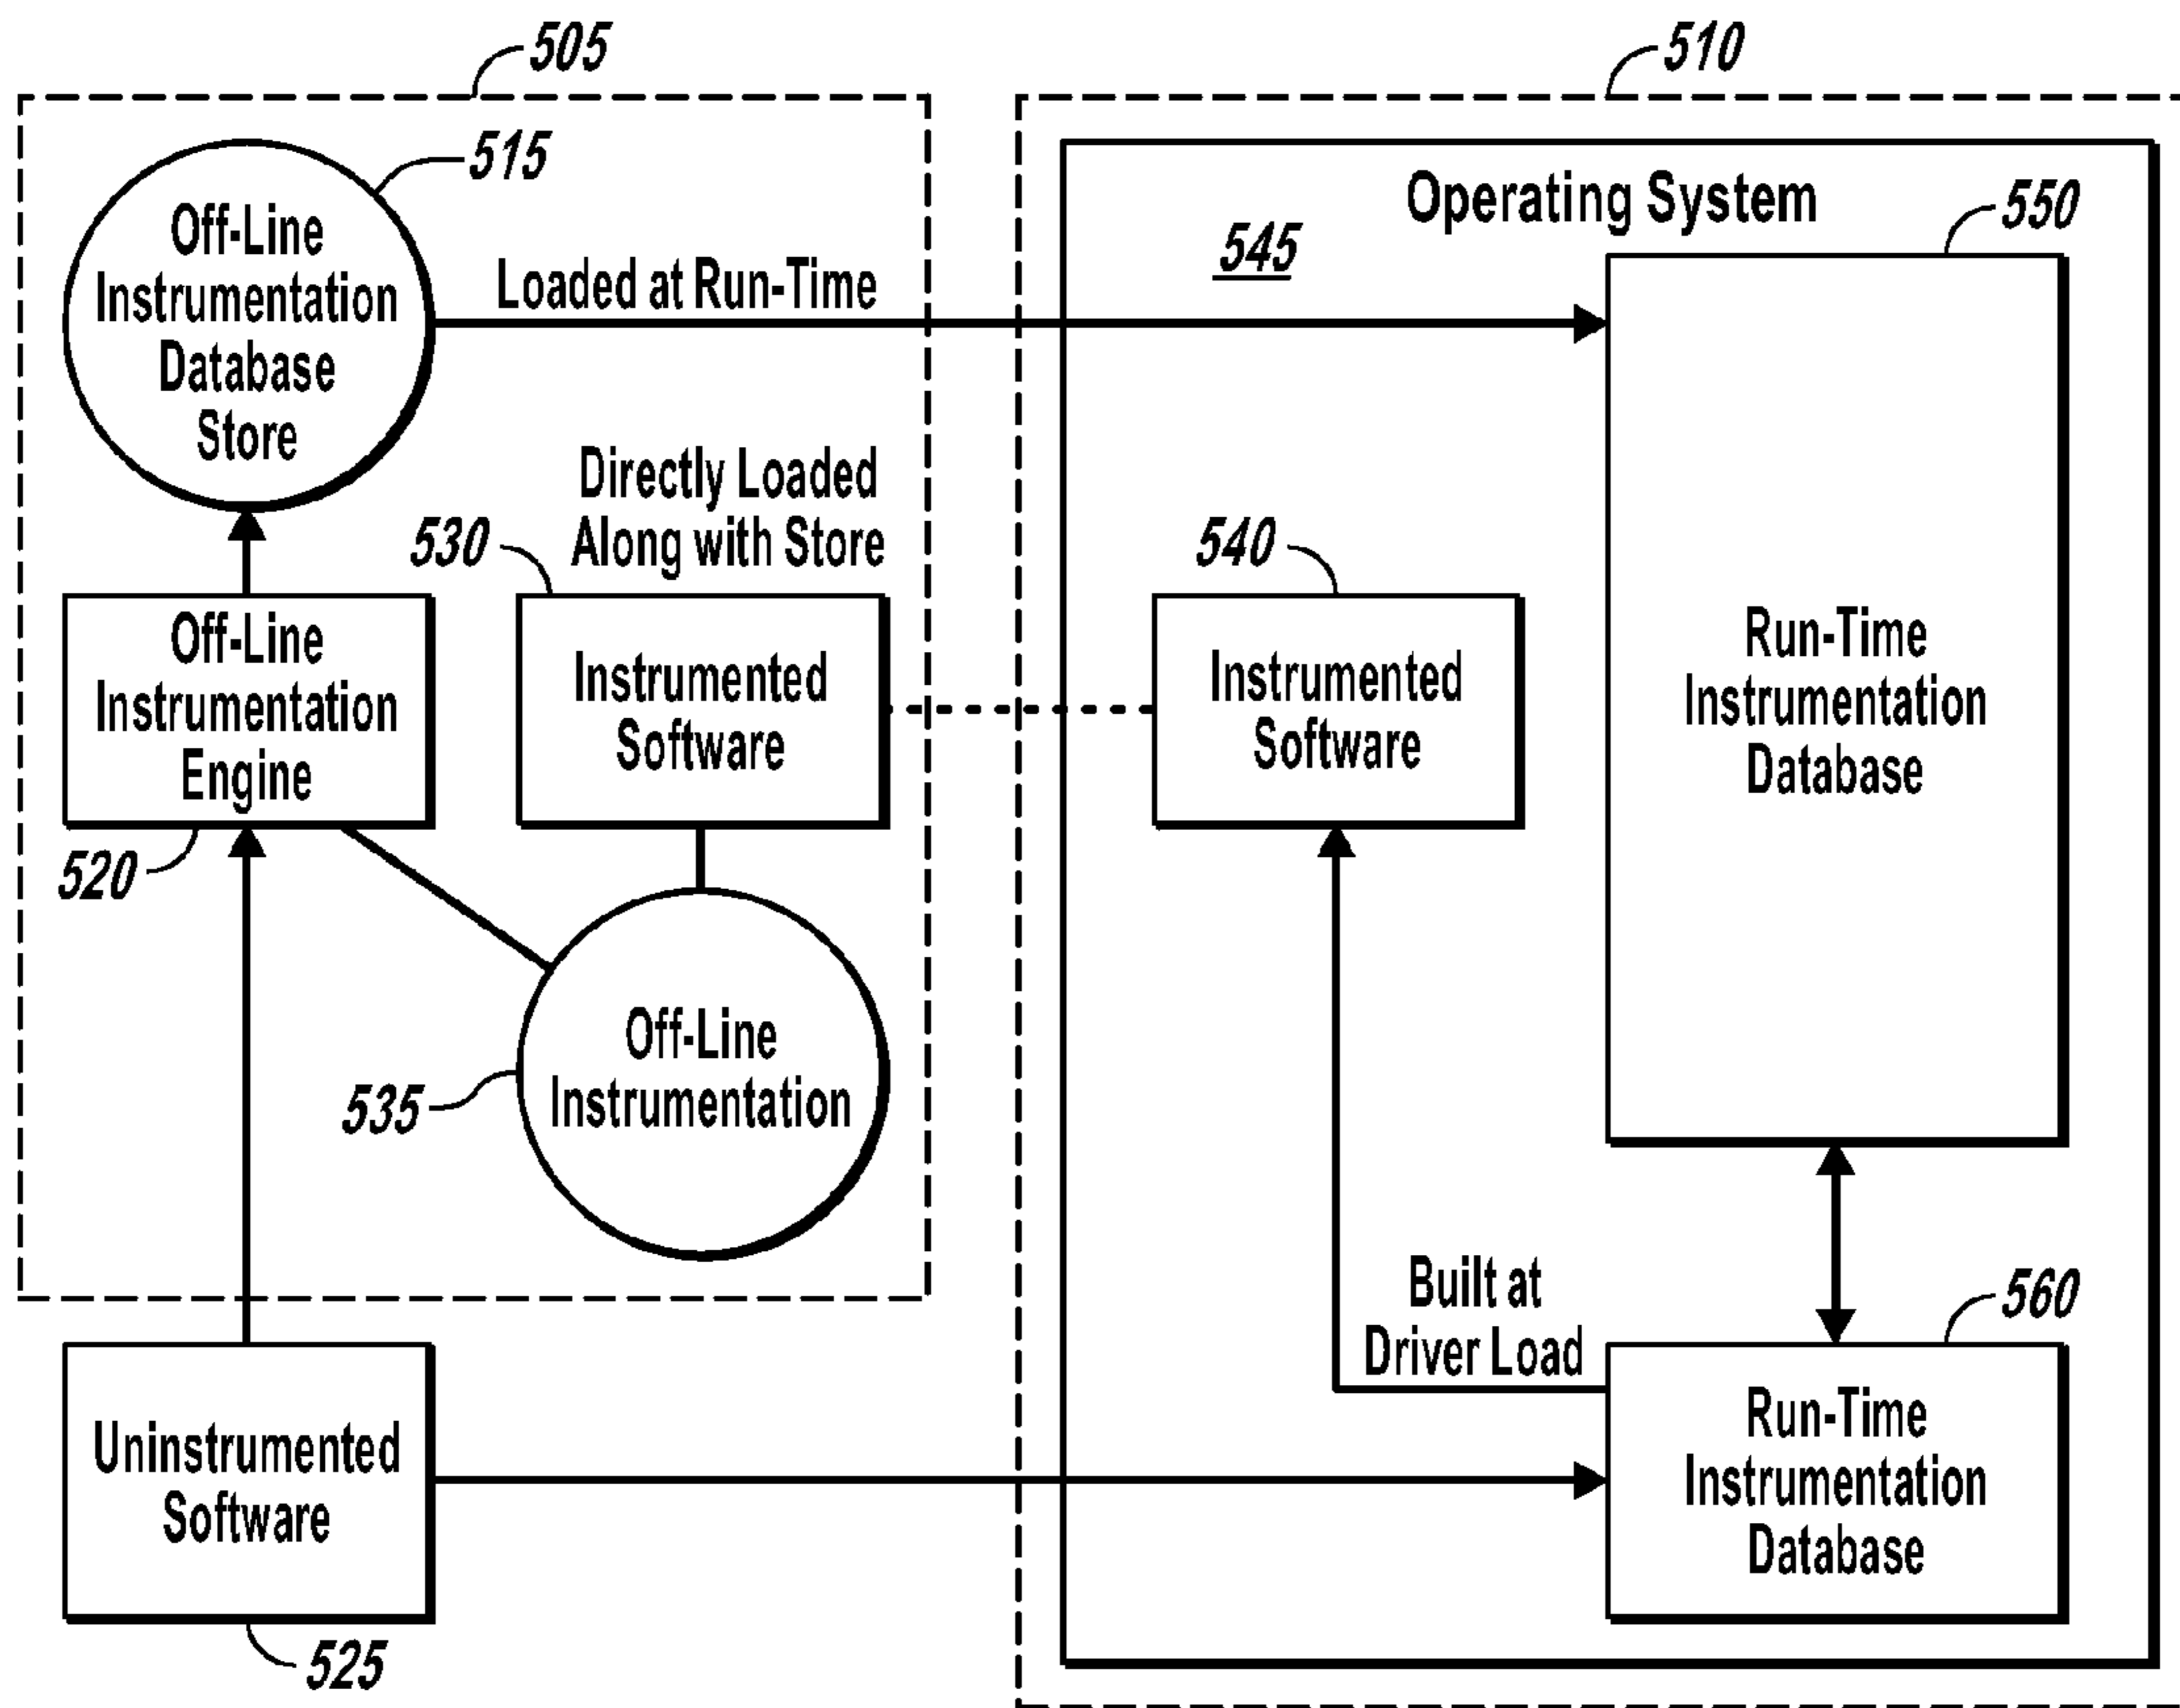 505
510
515
Off-Line
Instrumentation
Database
Store
Loaded at Run-Time
Operating System
545
550
Directly Loaded
Along with Store
530
540
Off-Line
Instrumentation
Engine
520
Instrumented
Software
Instrumented
Software
Run-Time
Instrumentation
Database
Off-Line
Instrumentation
535
Built at
Driver Load
560
Uninstrumented
Software
525
Run-Time
Instrumentation
Database